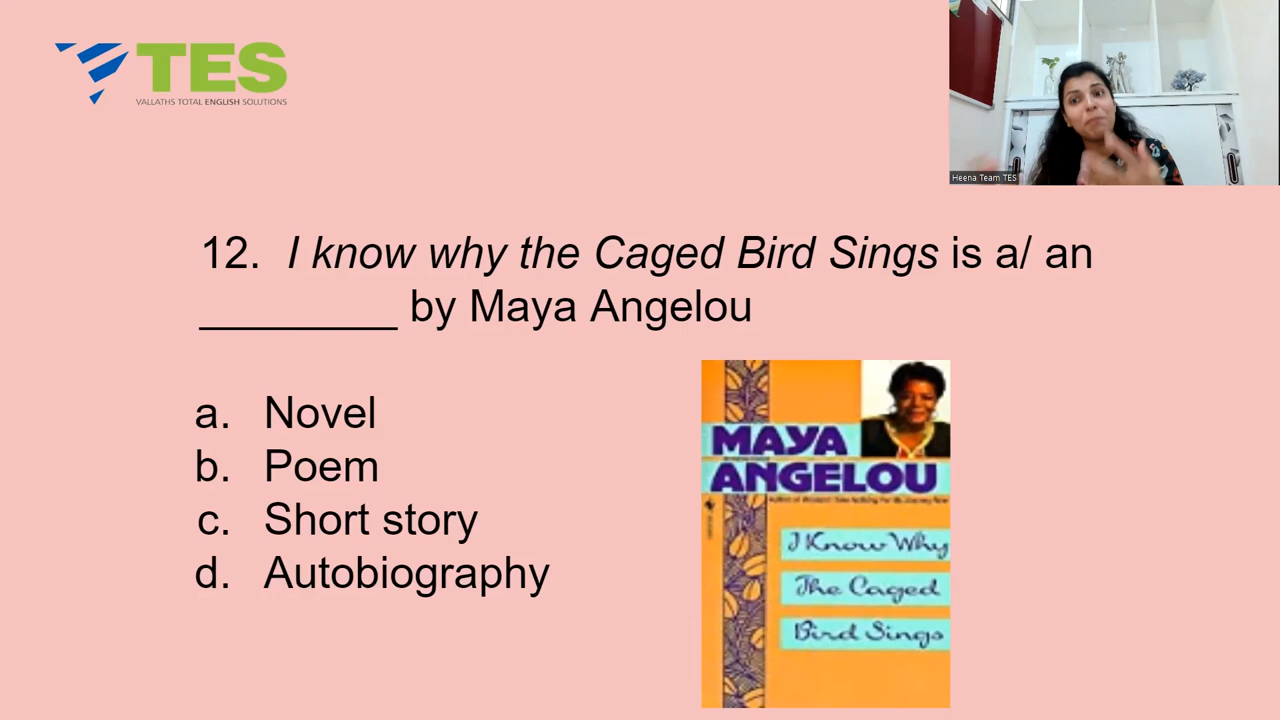 TES
VALLATHS TOTAL ENGLISH SOLUTIONS
Heena Team TES
12. I know why the Caged Bird Sings is a/ an
________ by Maya Angelou
a. Novel
b. Poem
c. Short story
d. Autobiography
MAYA
ANGELOU
I Know Why
The Caged
Bird Sings